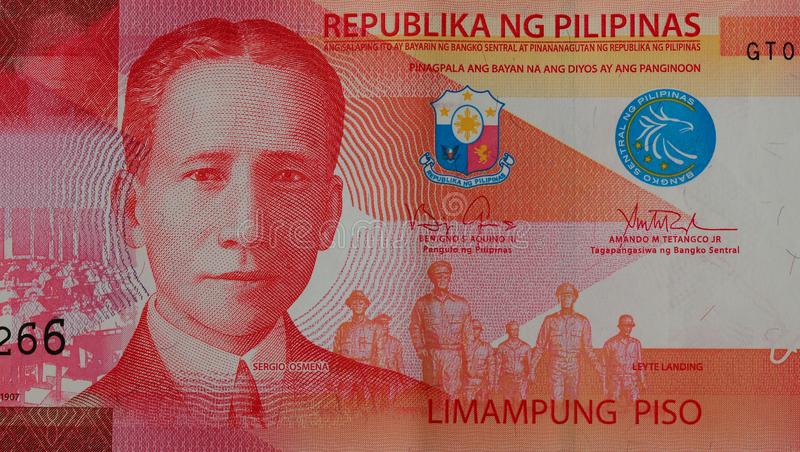 REPUBLIKA NG PILIPINAS
ANG SALAPING ITO AY BAYARIN NG BANGKO SENTRAL AT PINANANAGUTAN NG REPUBLIKA NG PILIPINAS
PINAGPALA ANG BAYAN NA ANG DIYOS AY ANG PANGINOON
GT0
REPUBLIKA NG PILIPINAS
BANGKO SENTRAL NG PILIPINAS
BENIGNO S AQUINO III
Pangulo ng Pilipinas
AMANDO M TETANGCO JR
Tagapangasiwa ng Bangko Sentral
dreamstime
266
SERGIO OSMEÑA
LEYTE LANDING
1907
LIMAMPUNG PISO